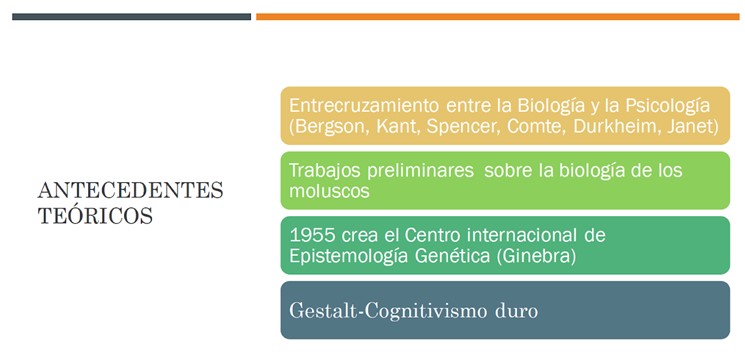 ANTECEDENTES
TEÓRICOS
Entrecruzamiento entre la Biología y la Psicología
(Bergson, Kant, Spencer, Comte, Durkheim, Janet)
Trabajos preliminares sobre la biología de los
moluscos
1955 crea el Centro internacional de
Epistemología Genética (Ginebra)
Gestalt-Cognitivismo duro